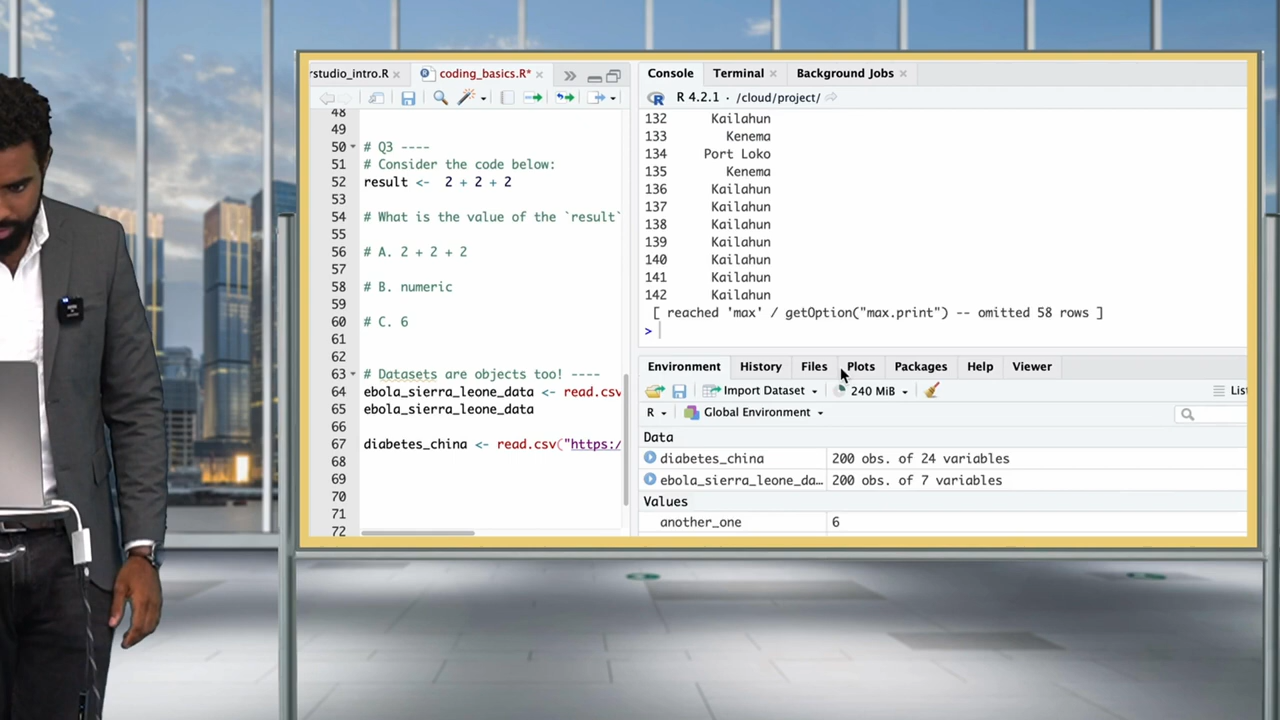 rstudio_intro.R
coding_basics.R*
48
49
50 # Q3 ----
51 # Consider the code below:
52 result <- 2 + 2 + 2
53
54 # What is the value of the `result`
55
56 # A. 2 + 2 + 2
57
58 # B. numeric
59
60 # C. 6
61
62
63 # Datasets are objects too! ----
64 ebola_sierra_leone_data <- read.csv
65 ebola_sierra_leone_data
66
67 diabetes_china <- read.csv("https:/
68
69
70
71
72
Console Terminal Background Jobs
R 4.2.1 · /cloud/project/
132 Kailahun
133 Kenema
134 Port Loko
135 Kenema
136 Kailahun
137 Kailahun
138 Kailahun
139 Kailahun
140 Kailahun
141 Kailahun
142 Kailahun
[ reached 'max' / getOption("max.print") -- omitted 58 rows ]
>
Environment History Files Plots Packages Help Viewer
Import Dataset 240 MiB List
R Global Environment
Data
diabetes_china 200 obs. of 24 variables
ebola_sierra_leone_da… 200 obs. of 7 variables
Values
another_one 6